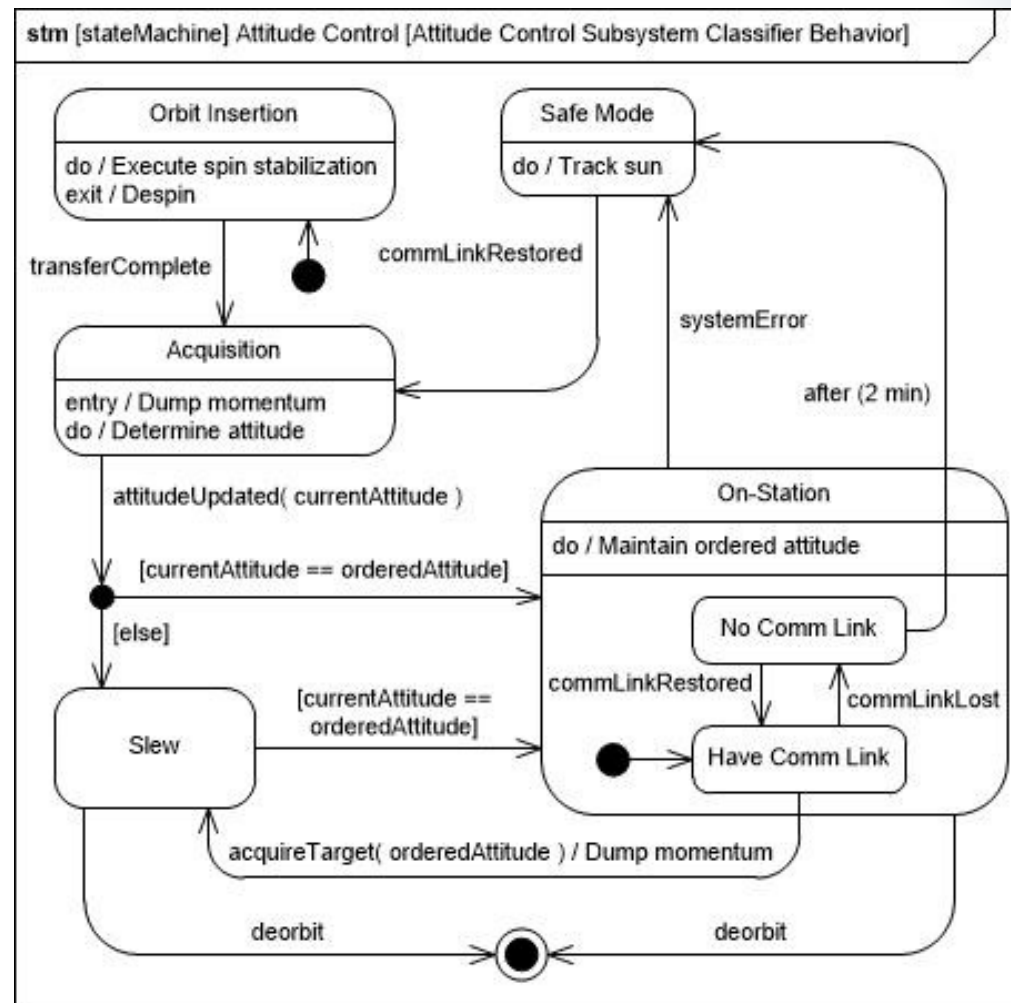 stm [stateMachine] Attitude Control [Attitude Control Subsystem Classifier Behavior]
Orbit Insertion
do / Execute spin stabilization
exit / Despin
Safe Mode
do / Track sun
transferComplete
commLinkRestored
systemError
after (2 min)
Acquisition
entry / Dump momentum
do / Determine attitude
attitudeUpdated( currentAttitude )
[currentAttitude == orderedAttitude]
[else]
On-Station
do / Maintain ordered attitude
No Comm Link
commLinkRestored
commLinkLost
Have Comm Link
Slew
[currentAttitude ==
orderedAttitude]
acquireTarget( orderedAttitude ) / Dump momentum
deorbit
deorbit